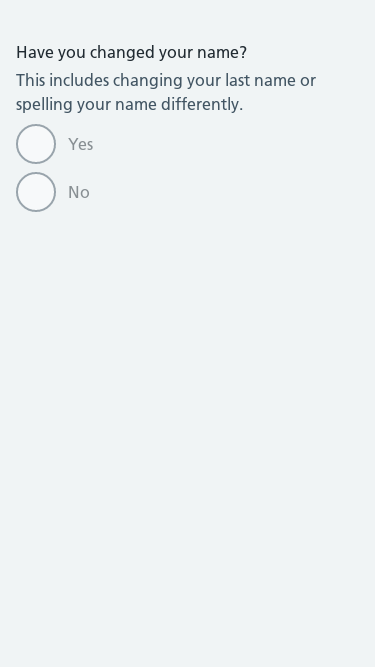 Have you changed your name?
This includes changing your last name or
spelling your name differently.
Yes
No